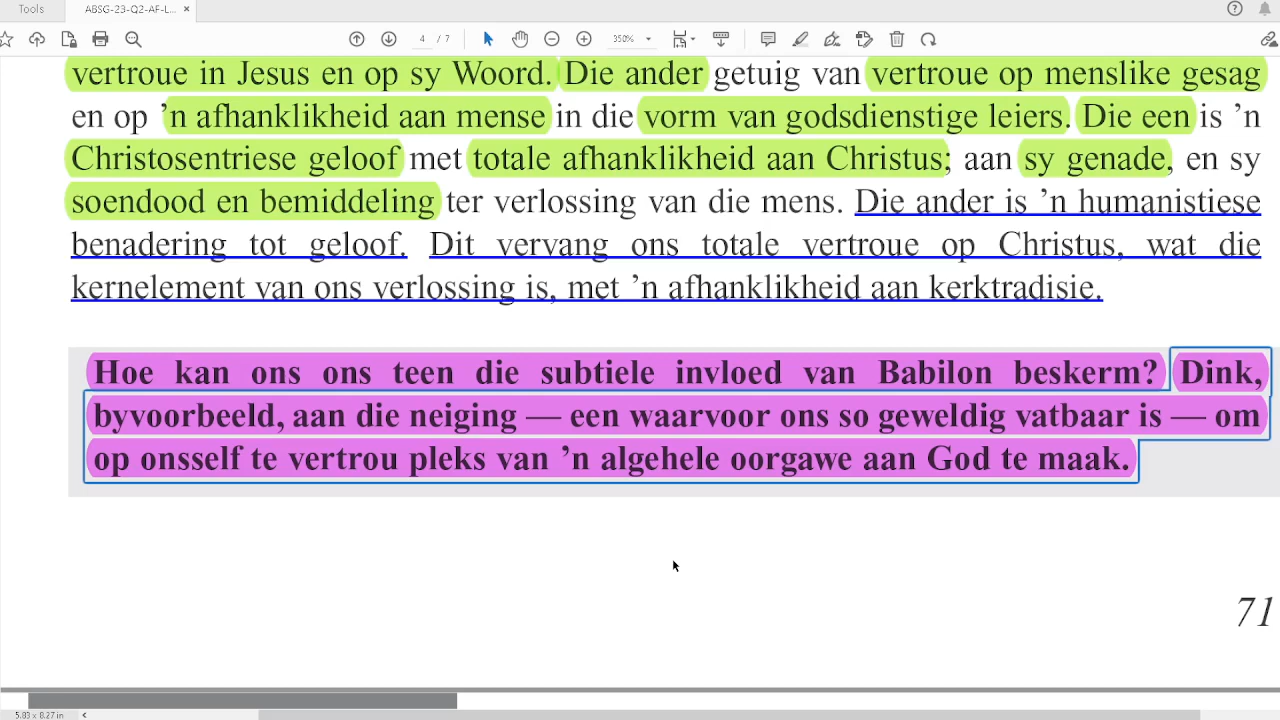 Tools
ABSG-23-Q2-AF-L... ×
4 / 7
350%
vertroue in Jesus en op sy Woord. Die ander getuig van vertroue op menslike gesag
en op ’n afhanklikheid aan mense in die vorm van godsdienstige leiers. Die een is ’n
Christosentriese geloof met totale afhanklikheid aan Christus; aan sy genade, en sy
soendood en bemiddeling ter verlossing van die mens. Die ander is ’n humanistiese
benadering tot geloof. Dit vervang ons totale vertroue op Christus, wat die
kernelement van ons verlossing is, met ’n afhanklikheid aan kerktradisie.
Hoe kan ons ons teen die subtiele invloed van Babilon beskerm? Dink,
byvoorbeeld, aan die neiging — een waarvoor ons so geweldig vatbaar is — om
op onsself te vertrou pleks van ’n algehele oorgawe aan God te maak.
71
5.83 x 8.27 in